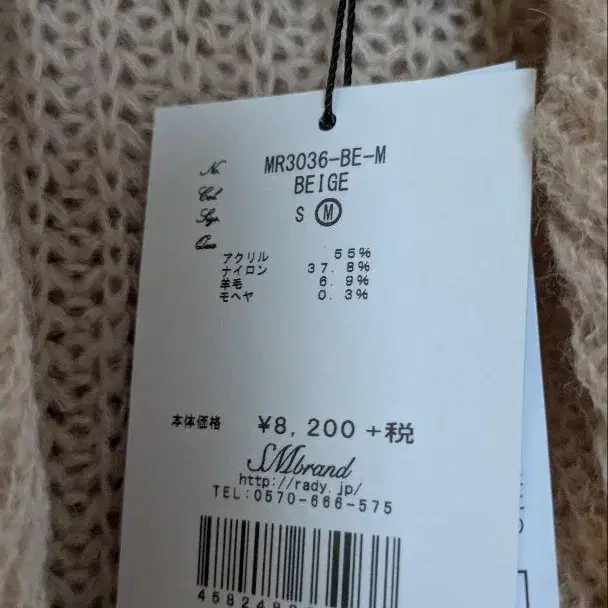 No. MR3036-BE-M
Col. BEIGE
Size. S M
Qua
アクリル 55%
ナイロン 37.8%
羊毛 6.9%
モヘヤ 0.3%
本体価格 ¥8,200+税
SMbrand
http://rady.jp/
TEL:0570-666-575